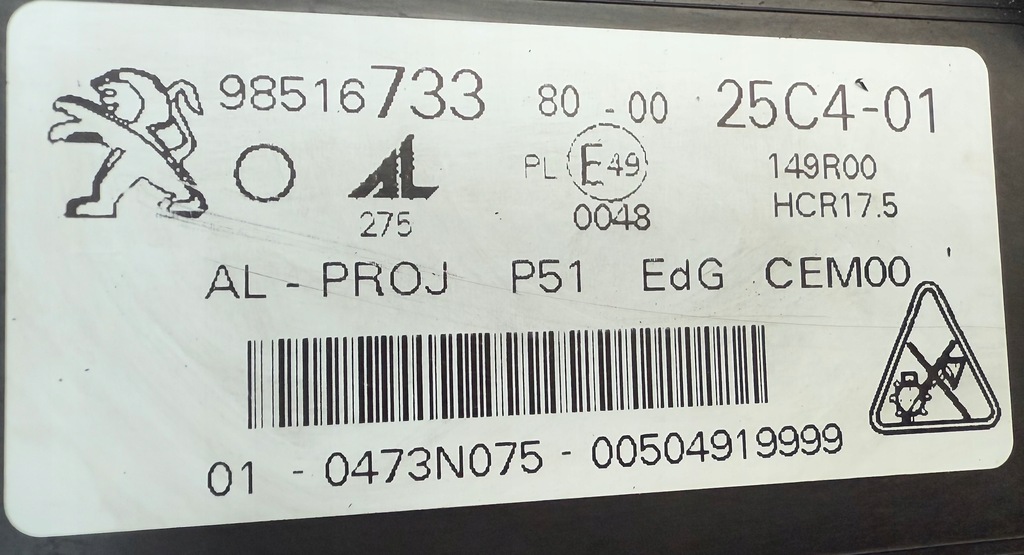 98516733 80 - 00 25C4-01
AL PL E49 149R00
275 0048 HCR17.5
AL - PROJ P51 EdG CEM00
01 - 0473N075 - 00504919999